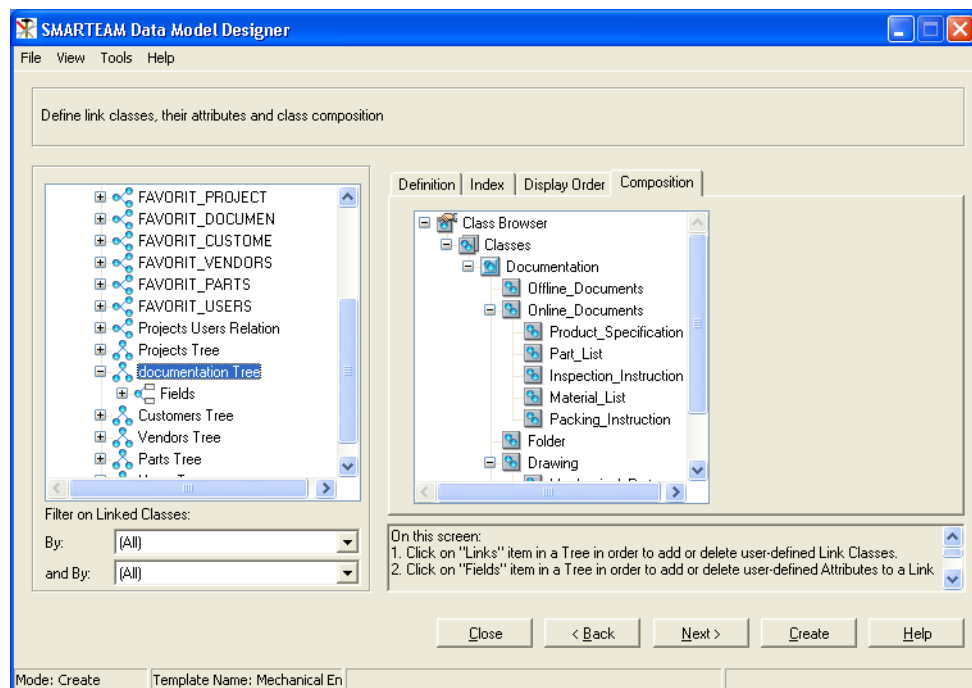 SMARTEAM Data Model Designer
File View Tools Help
Define link classes, their attributes and class composition
FAVORIT_PROJECT
FAVORIT_DOCUMEN
FAVORIT_CUSTOME
FAVORIT_VENDORS
FAVORIT_PARTS
FAVORIT_USERS
Projects Users Relation
Projects Tree
documentation Tree
Fields
Customers Tree
Vendors Tree
Parts Tree
Filter on Linked Classes:
By: (All)
and By: (All)
Definition Index Display Order Composition
Class Browser
Classes
Documentation
Offline_Documents
Online_Documents
Product_Specification
Part_List
Inspection_Instruction
Material_List
Packing_Instruction
Folder
Drawing
On this screen:
1. Click on "Links" item in a Tree in order to add or delete user-defined Link Classes.
2. Click on "Fields" item in a Tree in order to add or delete user-defined Attributes to a Link
Close < Back Next > Create Help
Mode: Create Template Name: Mechanical En